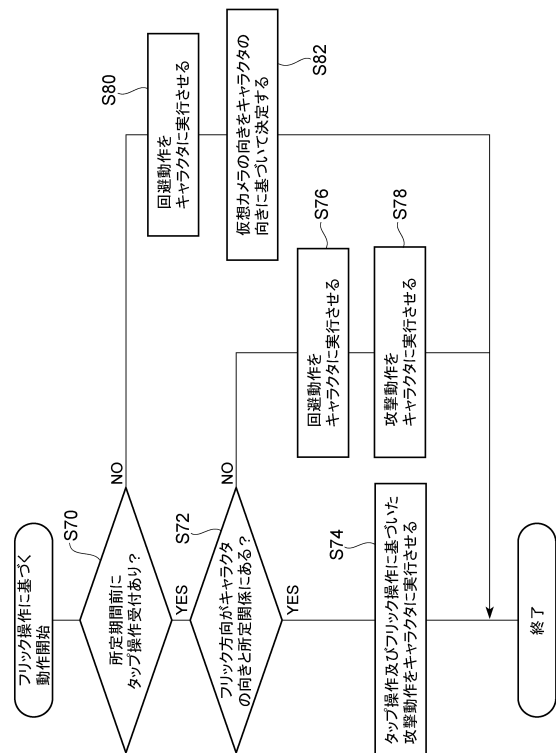 フリック操作に基づく
動作開始
S70
所定期間前に
タップ操作受付あり?
NO
YES
S72
フリック方向がキャラクタ
の向きと所定関係にある?
NO
YES
S74
タップ操作及びフリック操作に基づいた
攻撃動作をキャラクタに実行させる
S76
回避動作を
キャラクタに実行させる
S78
攻撃動作を
キャラクタに実行させる
S80
回避動作を
キャラクタに実行させる
S82
仮想カメラの向きをキャラクタの
向きに基づいて決定する
終了